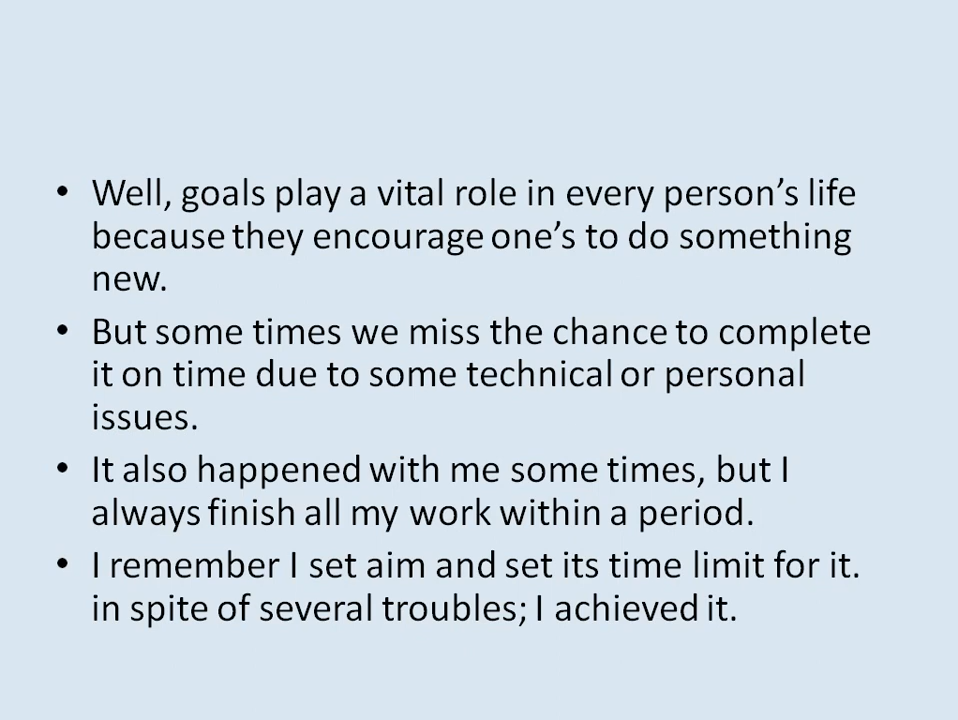 • Well, goals play a vital role in every person’s life
because they encourage one’s to do something
new.
• But some times we miss the chance to complete
it on time due to some technical or personal
issues.
• It also happened with me some times, but I
always finish all my work within a period.
• I remember I set aim and set its time limit for it.
in spite of several troubles; I achieved it.